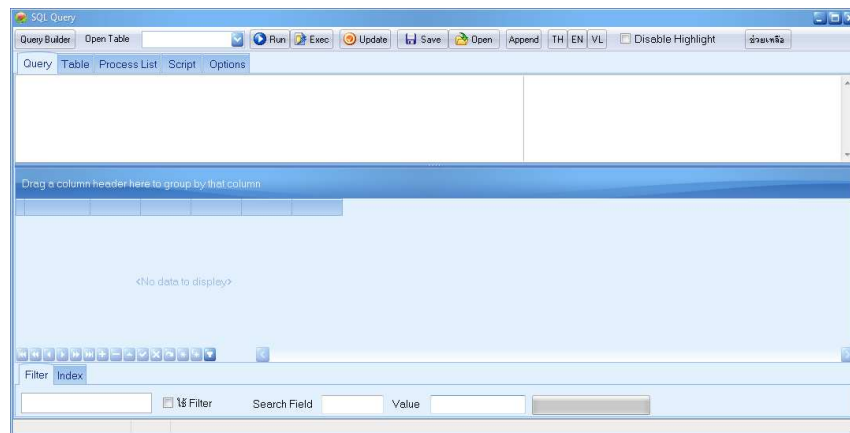 SQL Query
Query Builder Open Table Run Exec Update Save Open Append TH EN VL Disable Highlight ช่วยเหลือ
Query Table Process List Script Options
Drag a column header here to group by that column
<No data to display>
Filter Index
ใช้ Filter Search Field Value